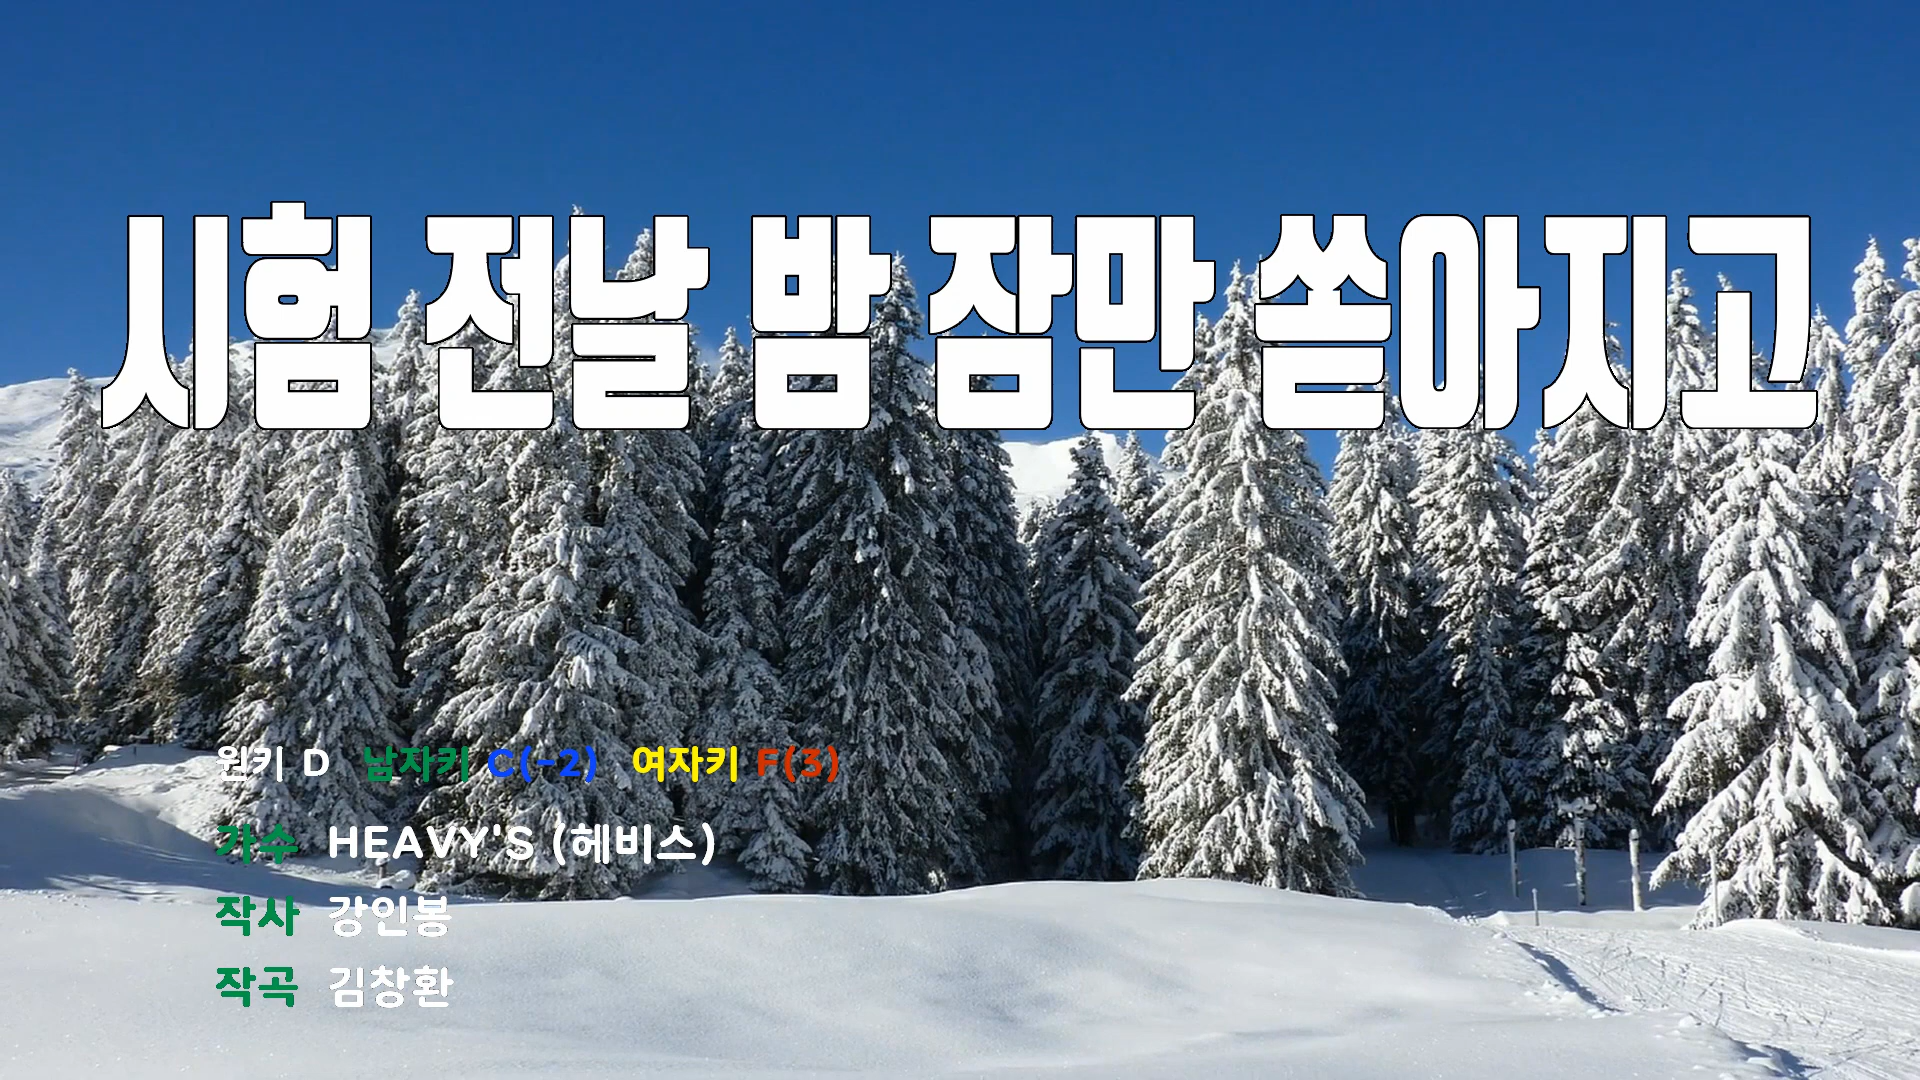 시험 전날 밤 잠만 쏟아지고
원키 D 남자키 C(-2) 여자키 F(3)
가수 HEAVY'S (헤비스)
작사 강인봉
작곡 김창환